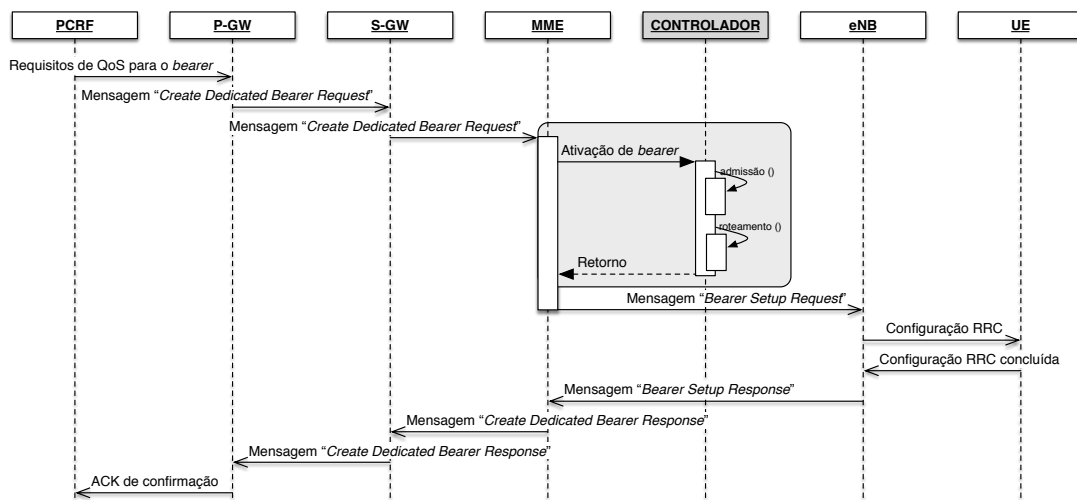 PCRF
P-GW
S-GW
MME
CONTROLADOR
eNB
UE
Requisitos de QoS para o bearer
Mensagem “Create Dedicated Bearer Request”
Mensagem “Create Dedicated Bearer Request”
Ativação de bearer
admissão ()
roteamento ()
Retorno
Mensagem “Bearer Setup Request”
Configuração RRC
Configuração RRC concluída
Mensagem “Bearer Setup Response”
Mensagem “Create Dedicated Bearer Response”
Mensagem “Create Dedicated Bearer Response”
ACK de confirmação